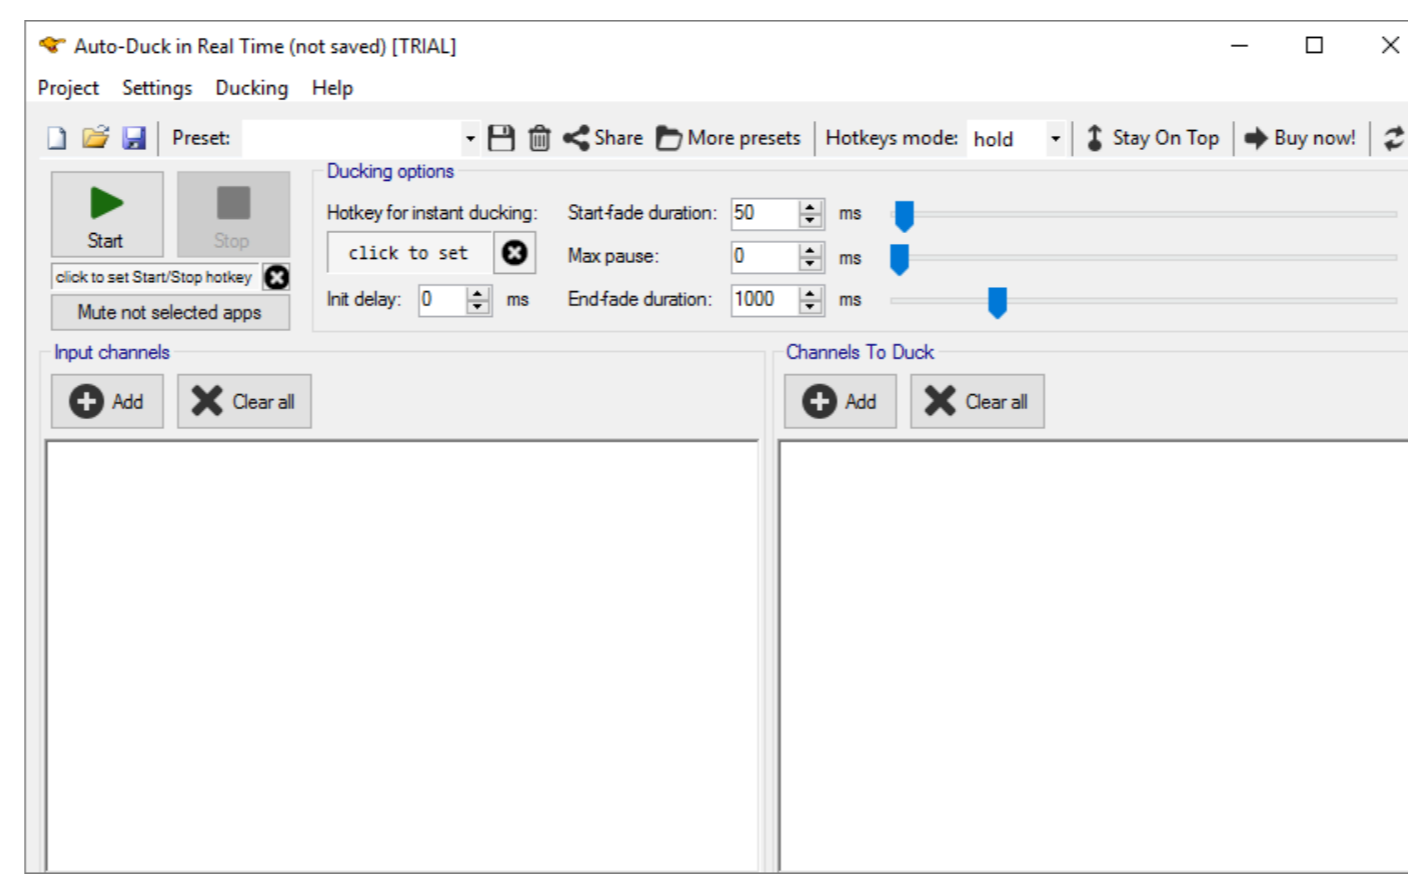 Auto-Duck in Real Time (not saved) [TRIAL]
Project Settings Ducking Help
Preset: Share More presets Hotkeys mode: hold Stay On Top Buy now!
Ducking options
Start Stop
click to set Start/Stop hotkey
Mute not selected apps
Hotkey for instant ducking: Start-fade duration: 50 ms
click to set Max pause: 0 ms
Init delay: 0 ms End-fade duration: 1000 ms
Input channels
Add Clear all
Channels To Duck
Add Clear all